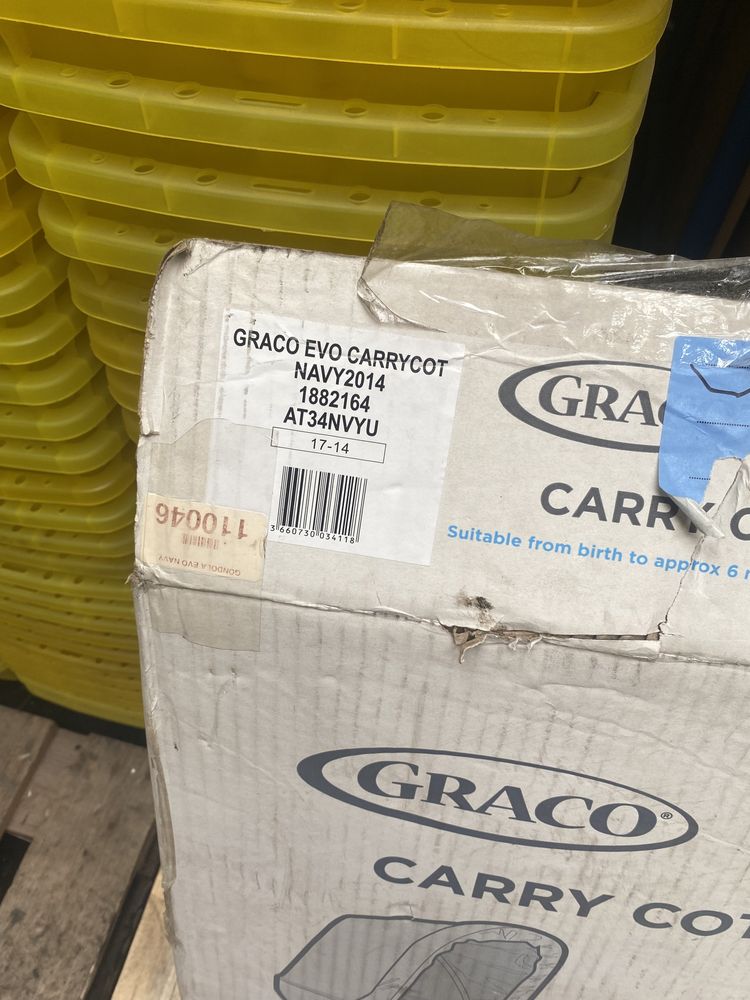 GRACO EVO CARRYCOT
NAVY2014
1882164
AT34NVYU
17-14
3 660730 034118
110046
GONDOLA EVO NAVY
GRACO
CARRY
Suitable from birth to approx 6
GRACO®
CARRY COT